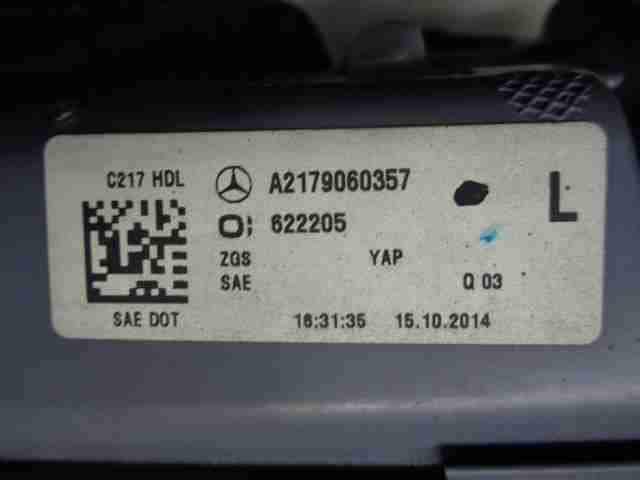 C217 HDL A2179060357 L
622205
ZGS YAP
SAE Q 03
SAE DOT 16:31:35 15.10.2014